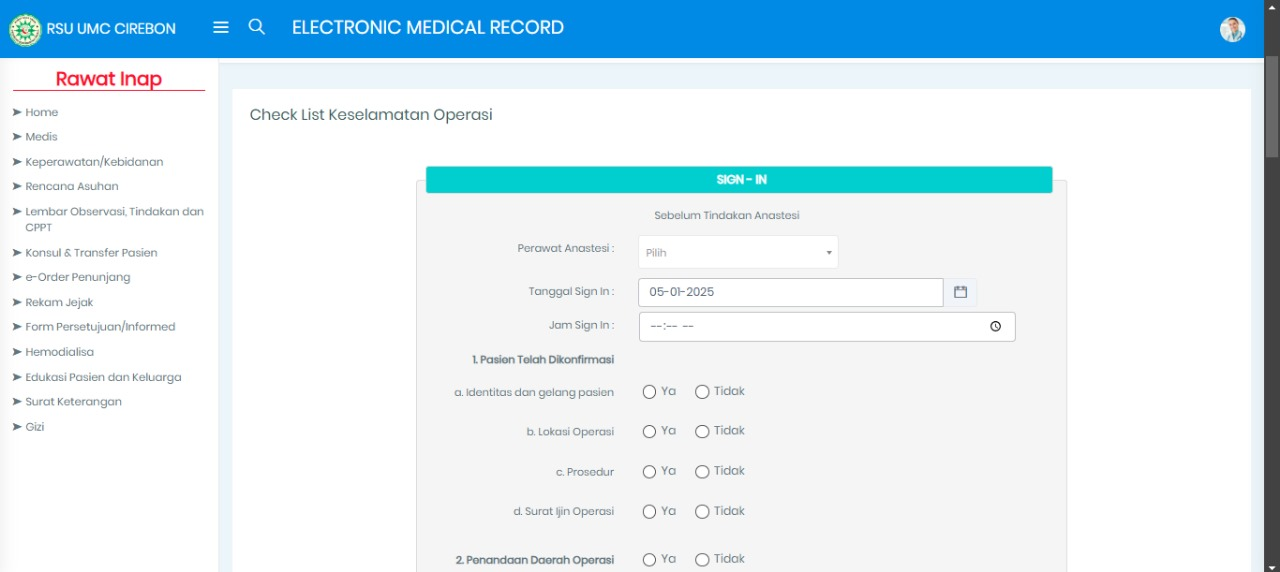 RSU UMC CIREBON
ELECTRONIC MEDICAL RECORD
Rawat Inap
Home
Medis
Keperawatan/Kebidanan
Rencana Asuhan
Lembar Observasi, Tindakan dan
CPPT
Konsul & Transfer Pasien
e-Order Penunjang
Rekam Jejak
Form Persetujuan/Informed
Hemodialisa
Edukasi Pasien dan Keluarga
Surat Keterangan
Gizi
Check List Keselamatan Operasi
SIGN - IN
Sebelum Tindakan Anastesi
Perawat Anastesi : Pilih
Tanggal Sign In : 05-01-2025
Jam Sign In : --:-- --
1. Pasien Telah Dikonfirmasi
a. Identitas dan gelang pasien Ya Tidak
b. Lokasi Operasi Ya Tidak
c. Prosedur Ya Tidak
d. Surat Ijin Operasi Ya Tidak
2. Penandaan Daerah Operasi Ya Tidak